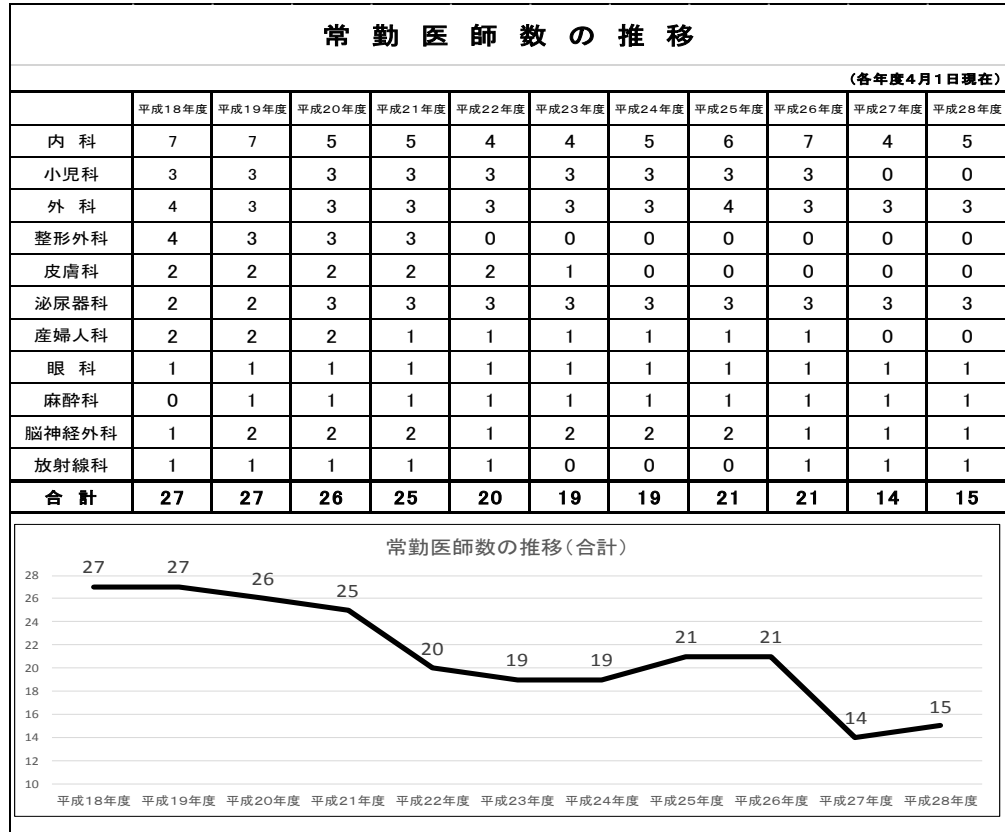 常勤医師数の推移
(各年度4月1日現在)
平成18年度 平成19年度 平成20年度 平成21年度 平成22年度 平成23年度 平成24年度 平成25年度 平成26年度 平成27年度 平成28年度
内科 7 7 5 5 4 4 5 6 7 4 5
小児科 3 3 3 3 3 3 3 3 3 0 0
外科 4 3 3 3 3 3 3 4 3 3 3
整形外科 4 3 3 3 0 0 0 0 0 0 0
皮膚科 2 2 2 2 2 1 0 0 0 0 0
泌尿器科 2 2 3 3 3 3 3 3 3 3 3
産婦人科 2 2 2 1 1 1 1 1 1 0 0
眼科 1 1 1 1 1 1 1 1 1 1 1
麻酔科 0 1 1 1 1 1 1 1 1 1 1
脳神経外科 1 2 2 2 1 2 2 2 1 1 1
放射線科 1 1 1 1 1 0 0 0 1 1 1
合計 27 27 26 25 20 19 19 21 21 14 15
常勤医師数の推移(合計)
27 27 26 25 20 19 19 21 21 14 15
28
26
24
22
20
18
16
14
12
10
平成18年度 平成19年度 平成20年度 平成21年度 平成22年度 平成23年度 平成24年度 平成25年度 平成26年度 平成27年度 平成28年度